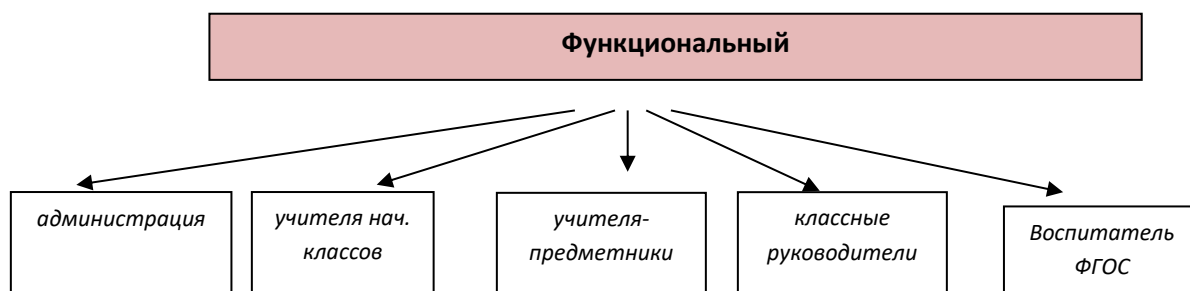 Функциональный
администрация
учителя нач.
классов
учителя-
предметники
классные
руководители
Воспитатель
ФГОС